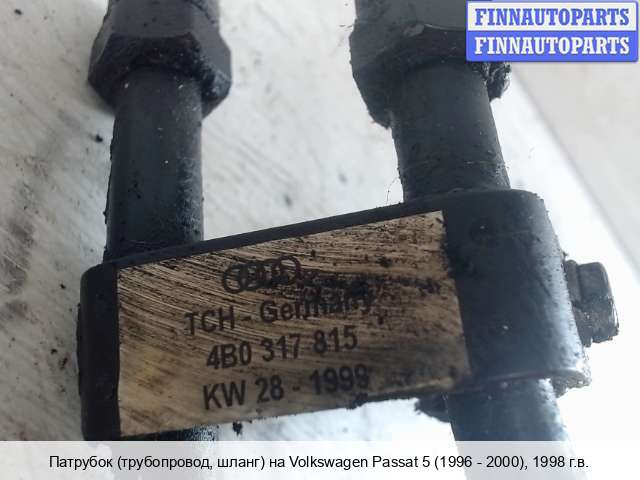 FINNAUTOPARTS
FINNAUTOPARTS
TCH - Germany
4B0 317 815
KW 28 - 1999
Патрубок (трубопровод, шланг) на Volkswagen Passat 5 (1996 - 2000), 1998 г.в.